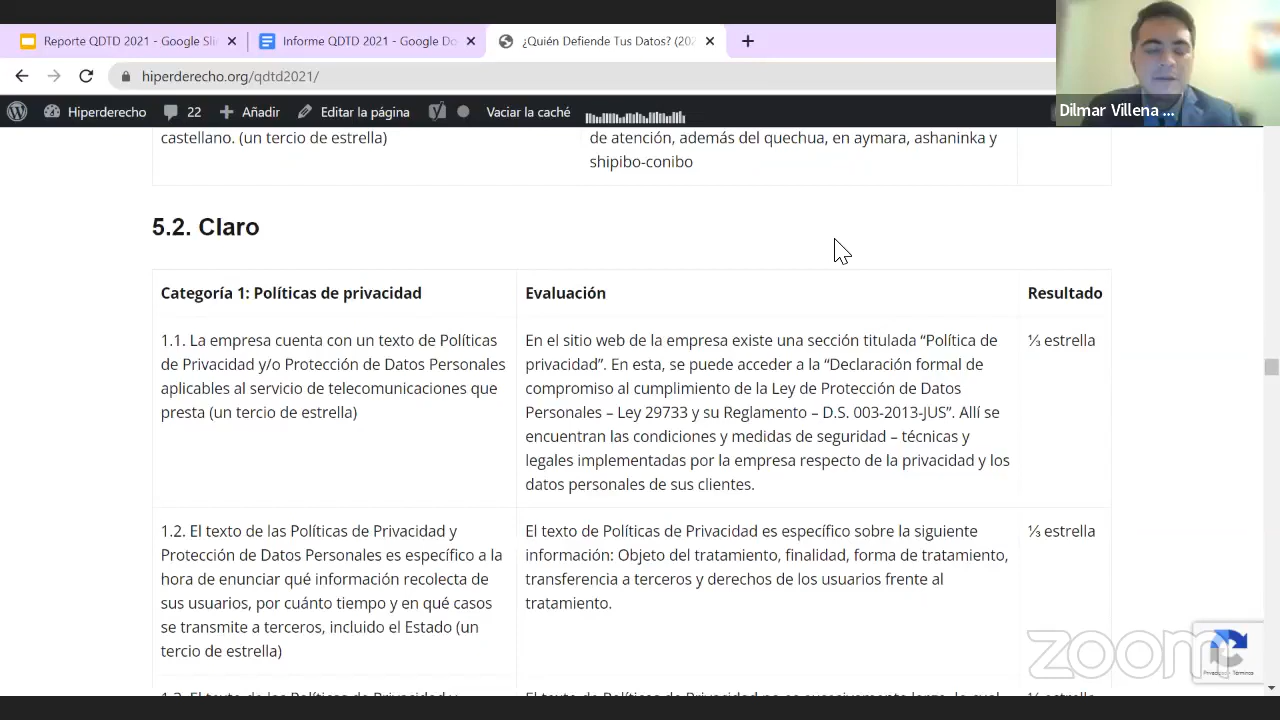 Reporte QDTD 2021 - Google Sli
Informe QDTD 2021 - Google Do
¿Quién Defiende Tus Datos? (202
hiperderecho.org/qdtd2021/
Dilmar Villena ...
Hiperderecho
22
Añadir
Editar la página
Vaciar la caché
castellano. (un tercio de estrella)
de atención, además del quechua, en aymara, ashaninka y
shipibo-conibo
5.2. Claro
Categoría 1: Políticas de privacidad
Evaluación
Resultado
1.1. La empresa cuenta con un texto de Políticas
de Privacidad y/o Protección de Datos Personales
aplicables al servicio de telecomunicaciones que
presta (un tercio de estrella)
En el sitio web de la empresa existe una sección titulada “Política de
privacidad”. En esta, se puede acceder a la “Declaración formal de
compromiso al cumplimiento de la Ley de Protección de Datos
Personales – Ley 29733 y su Reglamento – D.S. 003-2013-JUS”. Allí se
encuentran las condiciones y medidas de seguridad – técnicas y
legales implementadas por la empresa respecto de la privacidad y los
datos personales de sus clientes.
⅓ estrella
1.2. El texto de las Políticas de Privacidad y
Protección de Datos Personales es específico a la
hora de enunciar qué información recolecta de
sus usuarios, por cuánto tiempo y en qué casos
se transmite a terceros, incluido el Estado (un
tercio de estrella)
El texto de Políticas de Privacidad es específico sobre la siguiente
información: Objeto del tratamiento, finalidad, forma de tratamiento,
transferencia a terceros y derechos de los usuarios frente al
tratamiento.
⅓ estrella
zoom